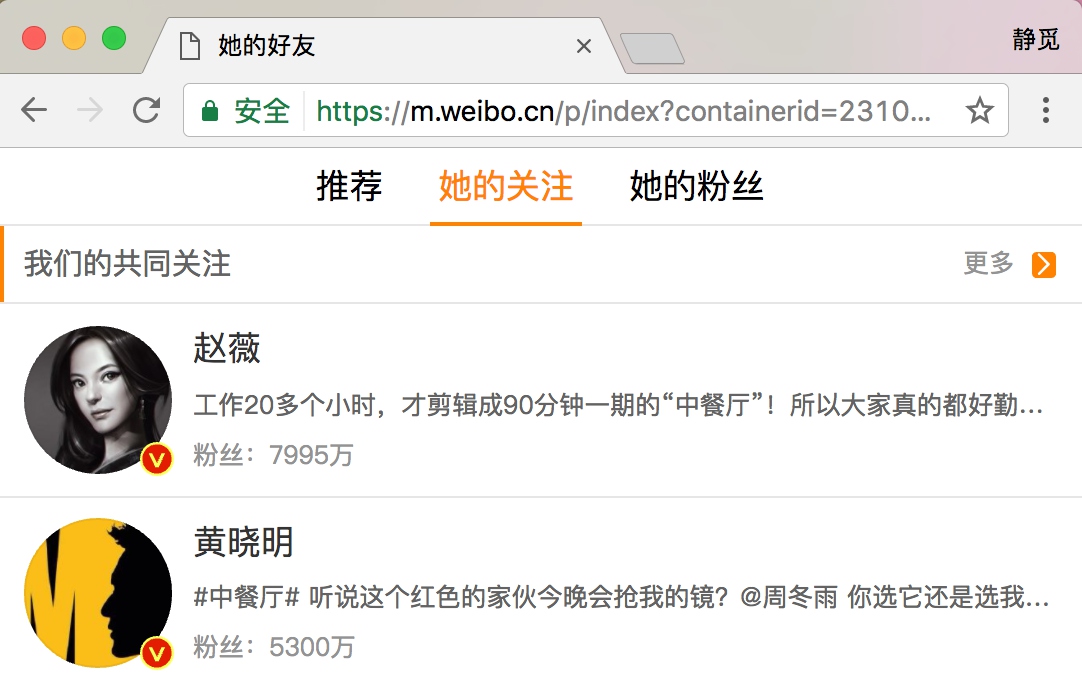 她的好友
静觅
安全 https://m.weibo.cn/p/index?containerid=2310...
推荐 她的关注 她的粉丝
我们的共同关注 更多
赵薇
工作20多个小时，才剪辑成90分钟一期的“中餐厅”！所以大家真的都好勤...
粉丝：7995万
黄晓明
#中餐厅# 听说这个红色的家伙今晚会抢我的镜？@周冬雨 你选它还是选我...
粉丝：5300万